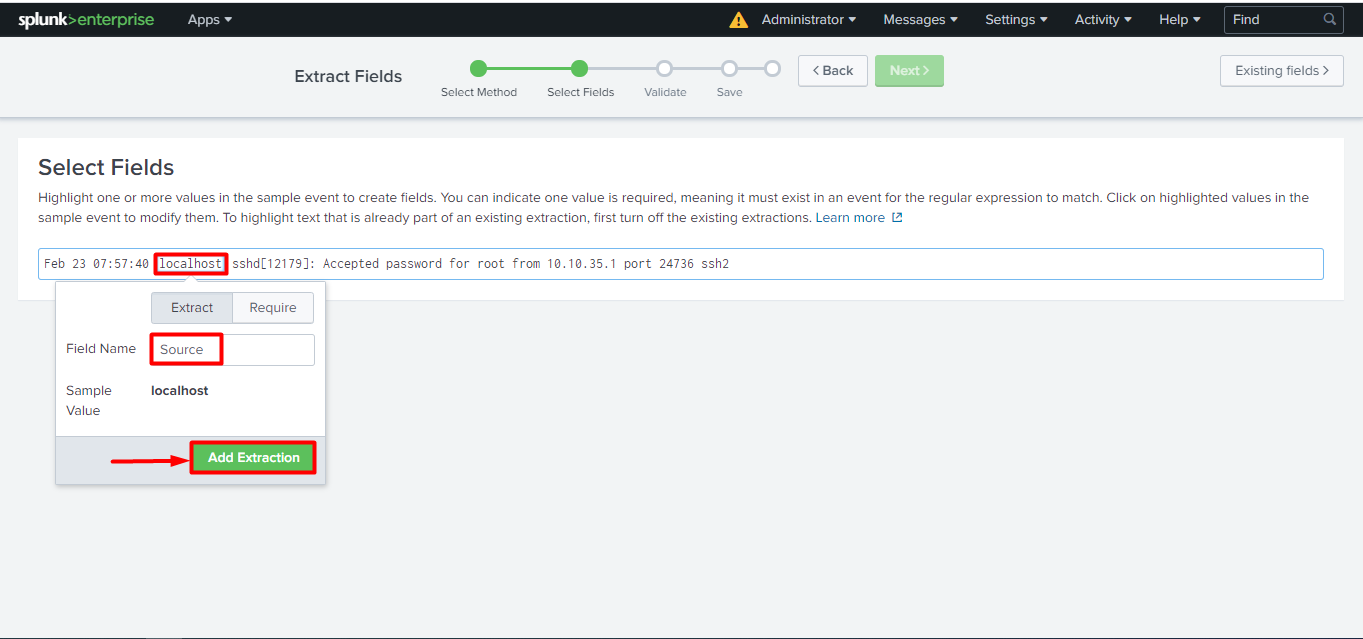 splunk>enterprise Apps Administrator Messages Settings Activity Help Find
Extract Fields
Select Method Select Fields Validate Save
< Back Next > Existing fields >
Select Fields
Highlight one or more values in the sample event to create fields. You can indicate one value is required, meaning it must exist in an event for the regular expression to match. Click on highlighted values in the
sample event to modify them. To highlight text that is already part of an existing extraction, first turn off the existing extractions. Learn more
Feb 23 07:57:40 localhost sshd[12179]: Accepted password for root from 10.10.35.1 port 24736 ssh2
Extract Require
Field Name Source
Sample localhost
Value
Add Extraction